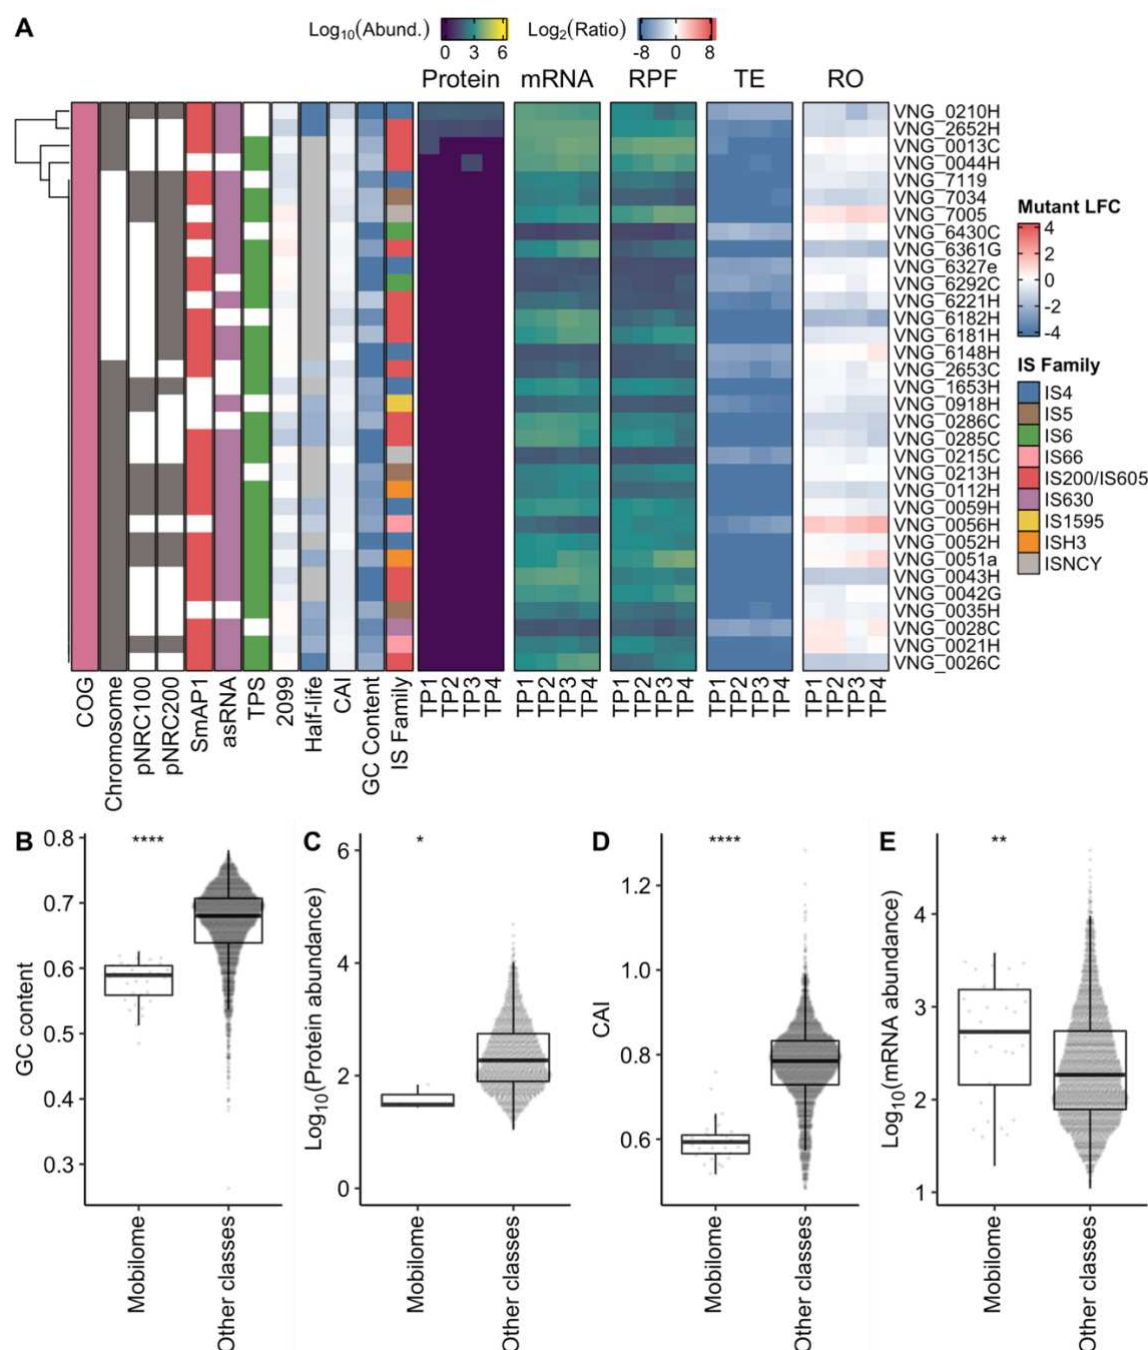 A
Log10(Abund.)
0 3 6
Log2(Ratio)
-8 0 8
Protein mRNA RPF TE RO
VNG_0210H
VNG_2652H
VNG_0013C
VNG_0044H
VNG_7119
VNG_7034
VNG_7005
VNG_6430C
VNG_6361G
VNG_6327e
VNG_6292C
VNG_6221H
VNG_6182H
VNG_6181H
VNG_6148H
VNG_2653C
VNG_1653H
VNG_0918H
VNG_0286C
VNG_0285C
VNG_0215C
VNG_0213H
VNG_0112H
VNG_0059H
VNG_0056H
VNG_0052H
VNG_0051a
VNG_0043H
VNG_0042G
VNG_0035H
VNG_0028C
VNG_0021H
VNG_0026C
Mutant LFC
4
2
0
-2
-4
IS Family
IS4
IS5
IS6
IS66
IS200/IS605
IS630
IS1595
ISH3
ISNCY
COG
Chromosome
pNRC100
pNRC200
SmAP1
asRNA
TPS
2099
Half-life
CAI
GC Content
IS Family
TP1 TP2 TP3 TP4
TP1 TP2 TP3 TP4
TP1 TP2 TP3 TP4
TP1 TP2 TP3 TP4
TP1 TP2 TP3 TP4
B
GC content
0.8
0.7
0.6
0.5
0.4
0.3
****
Mobilome
Other classes
C
Log10(Protein abundance)
6
4
2
0
*
Mobilome
Other classes
D
CAI
1.2
1.0
0.8
0.6
****
Mobilome
Other classes
E
Log10(mRNA abundance)
4
3
2
1
**
Mobilome
Other classes